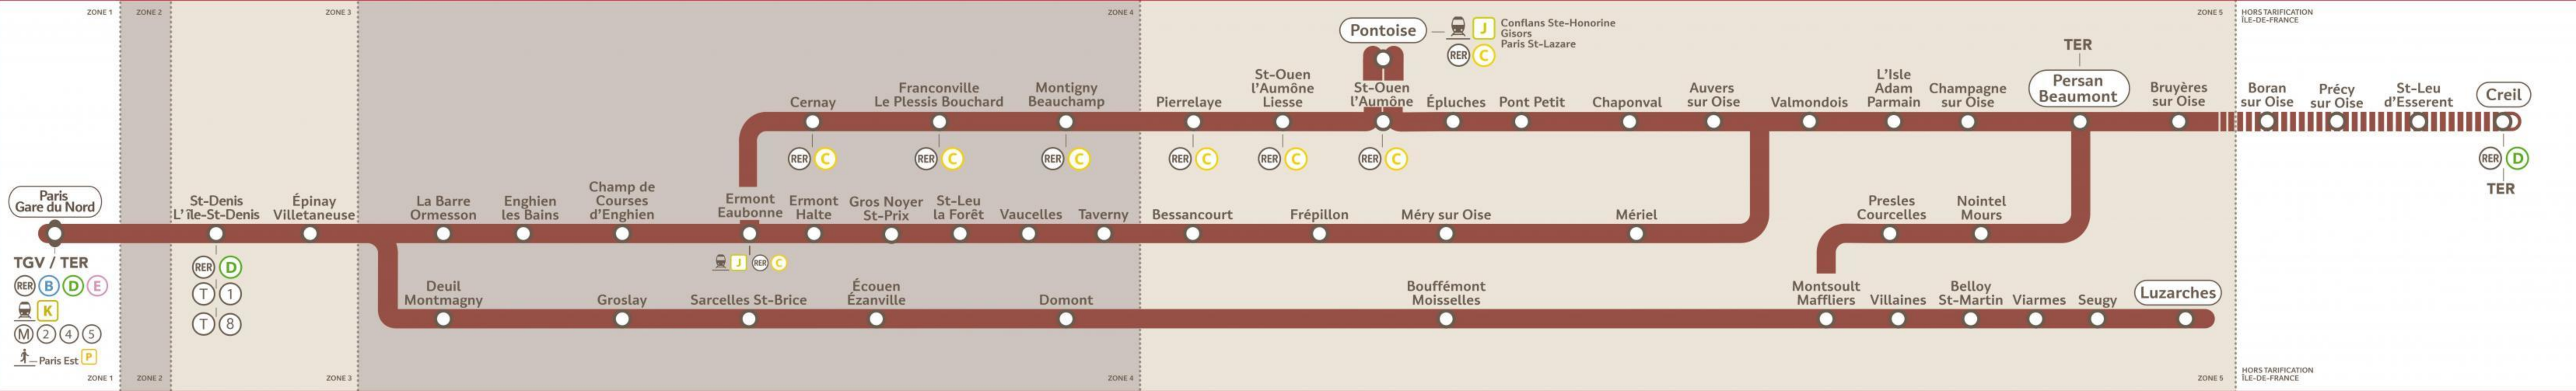 ZONE 1
ZONE 2
ZONE 3
ZONE 4
ZONE 5
HORS TARIFICATION
ÎLE-DE-FRANCE
Pontoise
J
RER C
Conflans Ste-Honorine
Gisors
Paris St-Lazare
TER
Cernay
Franconville
Le Plessis Bouchard
Montigny
Beauchamp
Pierrelaye
St-Ouen
l'Aumône
Liesse
St-Ouen
l'Aumône
Épluches
Pont Petit
Chaponval
Auvers
sur Oise
Valmondois
L'Isle
Adam
Parmain
Champagne
sur Oise
Persan
Beaumont
Bruyères
sur Oise
Boran
sur Oise
Précy
sur Oise
St-Leu
d'Esserent
Creil
RER C
RER C
RER C
RER C
RER C
RER C
RER D
TER
Paris
Gare du Nord
St-Denis
L'île-St-Denis
Épinay
Villetaneuse
La Barre
Ormesson
Enghien
les Bains
Champ de
Courses
d'Enghien
Ermont
Eaubonne
Ermont
Halte
Gros Noyer
St-Prix
St-Leu
la Forêt
Vaucelles
Taverny
Bessancourt
Frépillon
Méry sur Oise
Mériel
Presles
Courcelles
Nointel
Mours
TGV / TER
RER B D E
K
M 2 4 5
Paris Est P
RER D
T 1
T 8
J RER C
Deuil
Montmagny
Groslay
Sarcelles St-Brice
Écouen
Ézanville
Domont
Bouffémont
Moisselles
Montsoult
Maffliers
Villaines
Belloy
St-Martin
Viarmes
Seugy
Luzarches
ZONE 1
ZONE 2
ZONE 3
ZONE 4
ZONE 5
HORS TARIFICATION
ÎLE-DE-FRANCE